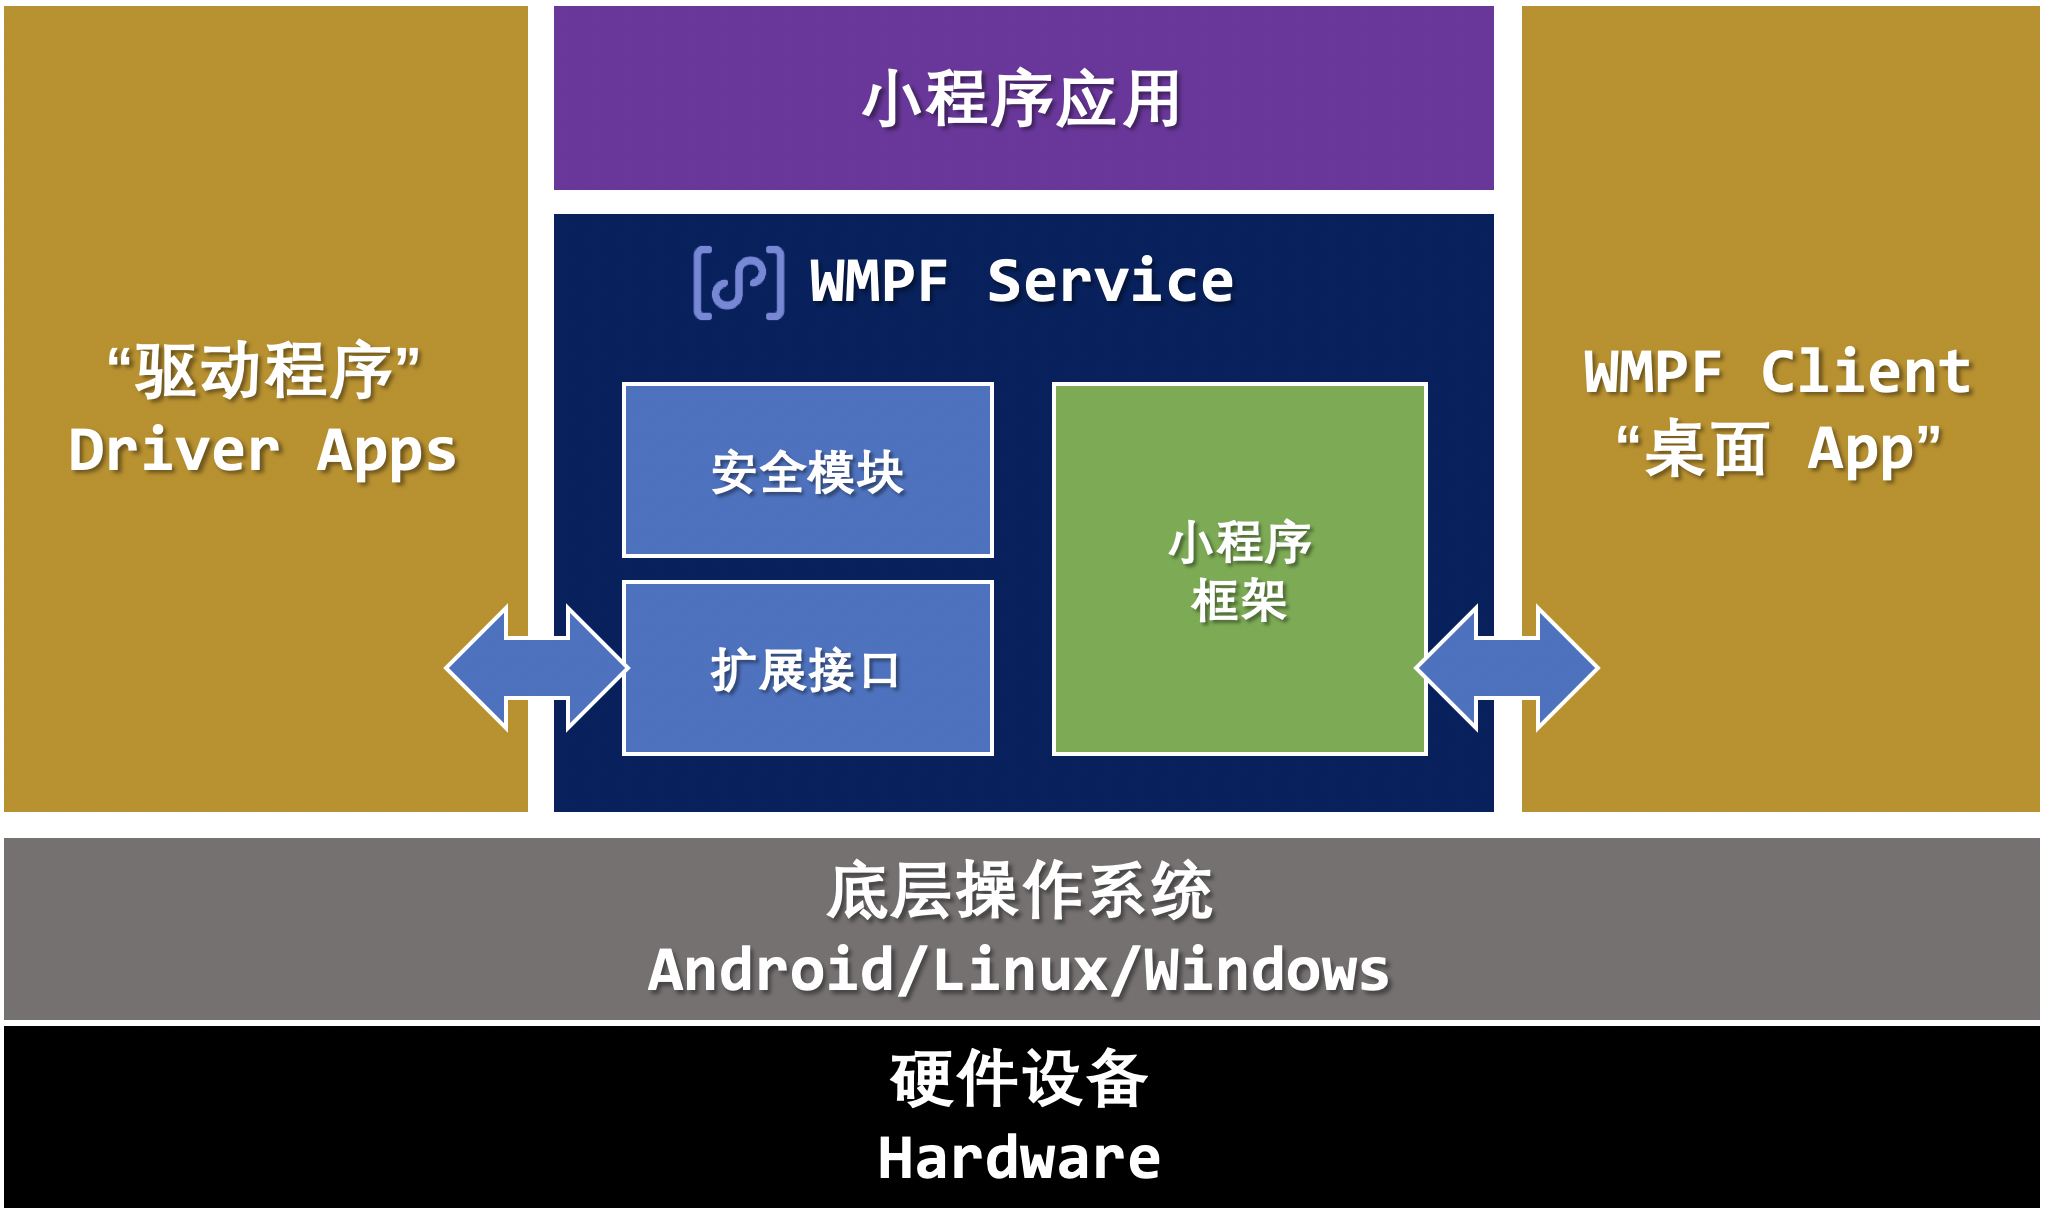 小程序应用
“驱动程序”
Driver Apps
WMPF Service
安全模块
扩展接口
小程序
框架
WMPF Client
“桌面 App”
底层操作系统
Android/Linux/Windows
硬件设备
Hardware